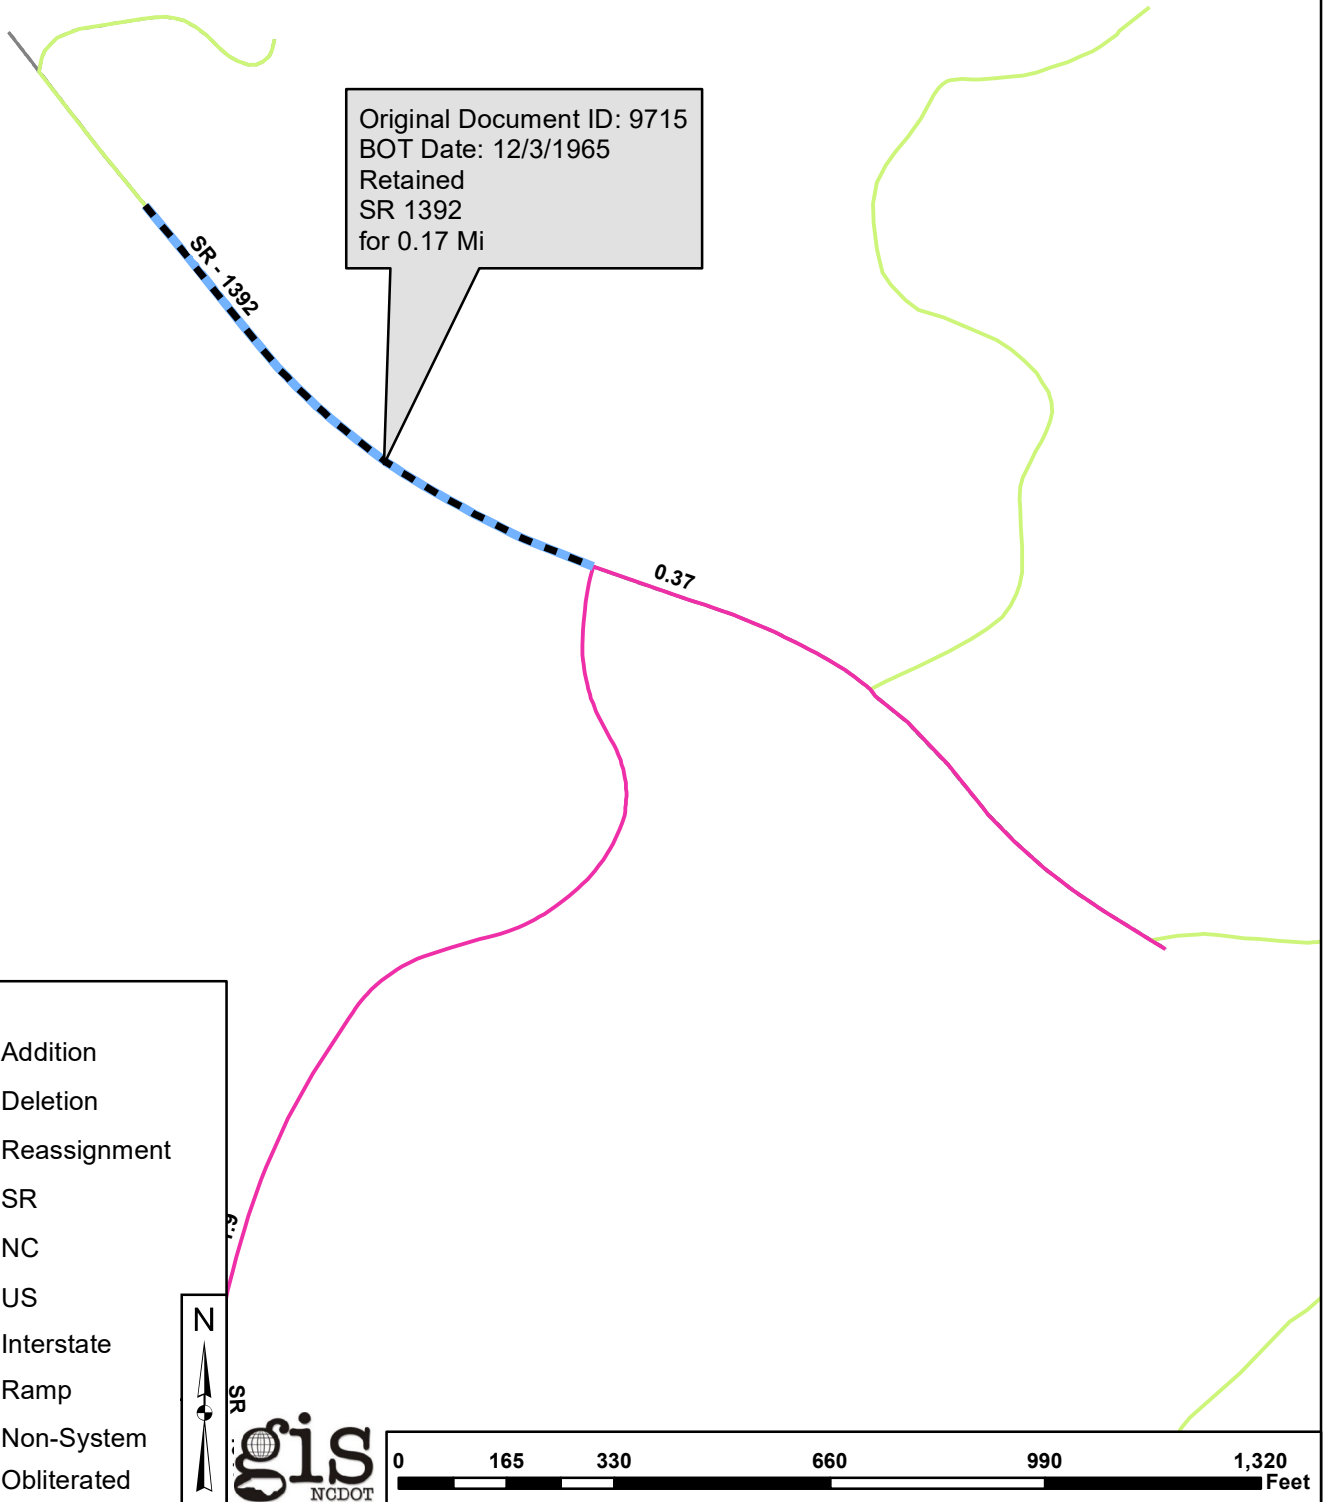 Original Document ID: 9715
BOT Date: 12/3/1965
Retained
SR 1392
for 0.17 Mi
SR - 1392
0.37
Addition
Deletion
Reassignment
SR
NC
US
Interstate
Ramp
Non-System
Obliterated
N
SR
gis
NCDOT
0 165 330 660 990 1,320
Feet